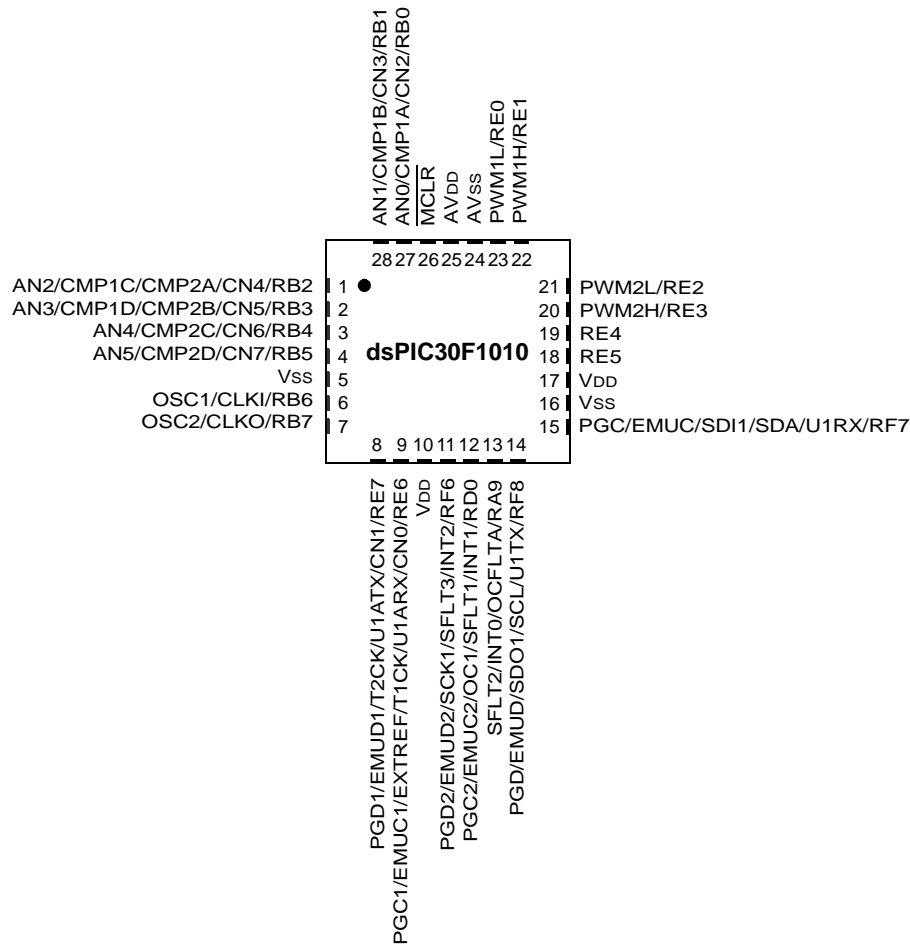 AN1/CMP1B/CN3/RB1
AN0/CMP1A/CN2/RB0
MCLR
AVDD
AVSS
PWM1L/RE0
PWM1H/RE1
28 27 26 25 24 23 22
AN2/CMP1C/CMP2A/CN4/RB2 1
AN3/CMP1D/CMP2B/CN5/RB3 2
AN4/CMP2C/CN6/RB4 3
AN5/CMP2D/CN7/RB5 4
VSS 5
OSC1/CLKI/RB6 6
OSC2/CLKO/RB7 7
dsPIC30F1010
21 PWM2L/RE2
20 PWM2H/RE3
19 RE4
18 RE5
17 VDD
16 VSS
15 PGC/EMUC/SDI1/SDA/U1RX/RF7
8 9 10 11 12 13 14
PGD1/EMUD1/T2CK/U1ATX/CN1/RE7
PGC1/EMUC1/EXTREF/T1CK/U1ARX/CN0/RE6
VDD
PGD2/EMUD2/SCK1/SFLT3/INT2/RF6
PGC2/EMUC2/OC1/SFLT1/INT1/RD0
SFLT2/INT0/OCFLTA/RA9
PGD/EMUD/SDO1/SCL/U1TX/RF8